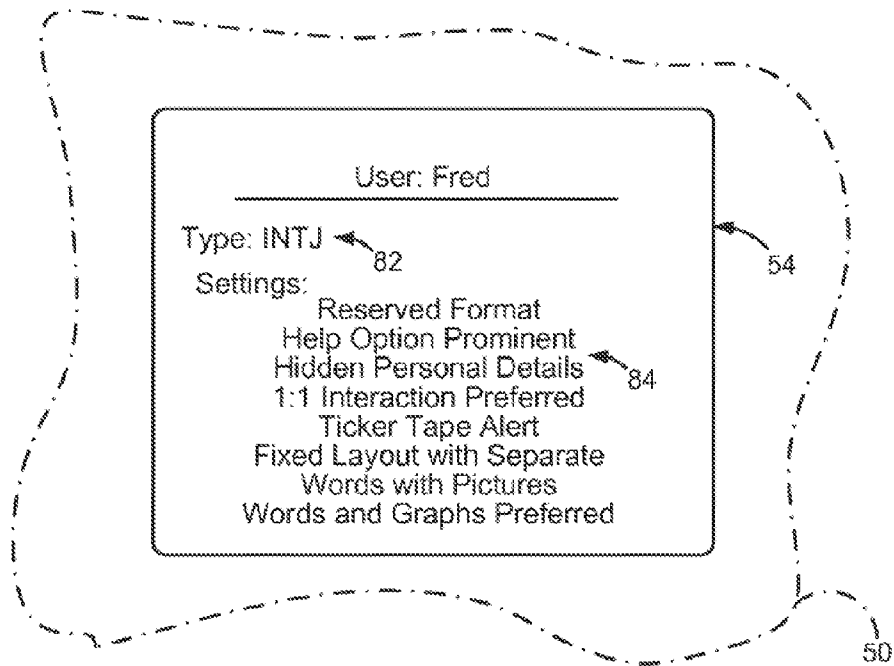 User: Fred
Type: INTJ
82
54
Settings:
Reserved Format
Help Option Prominent
Hidden Personal Details
84
1:1 Interaction Preferred
Ticker Tape Alert
Fixed Layout with Separate
Words with Pictures
Words and Graphs Preferred
50